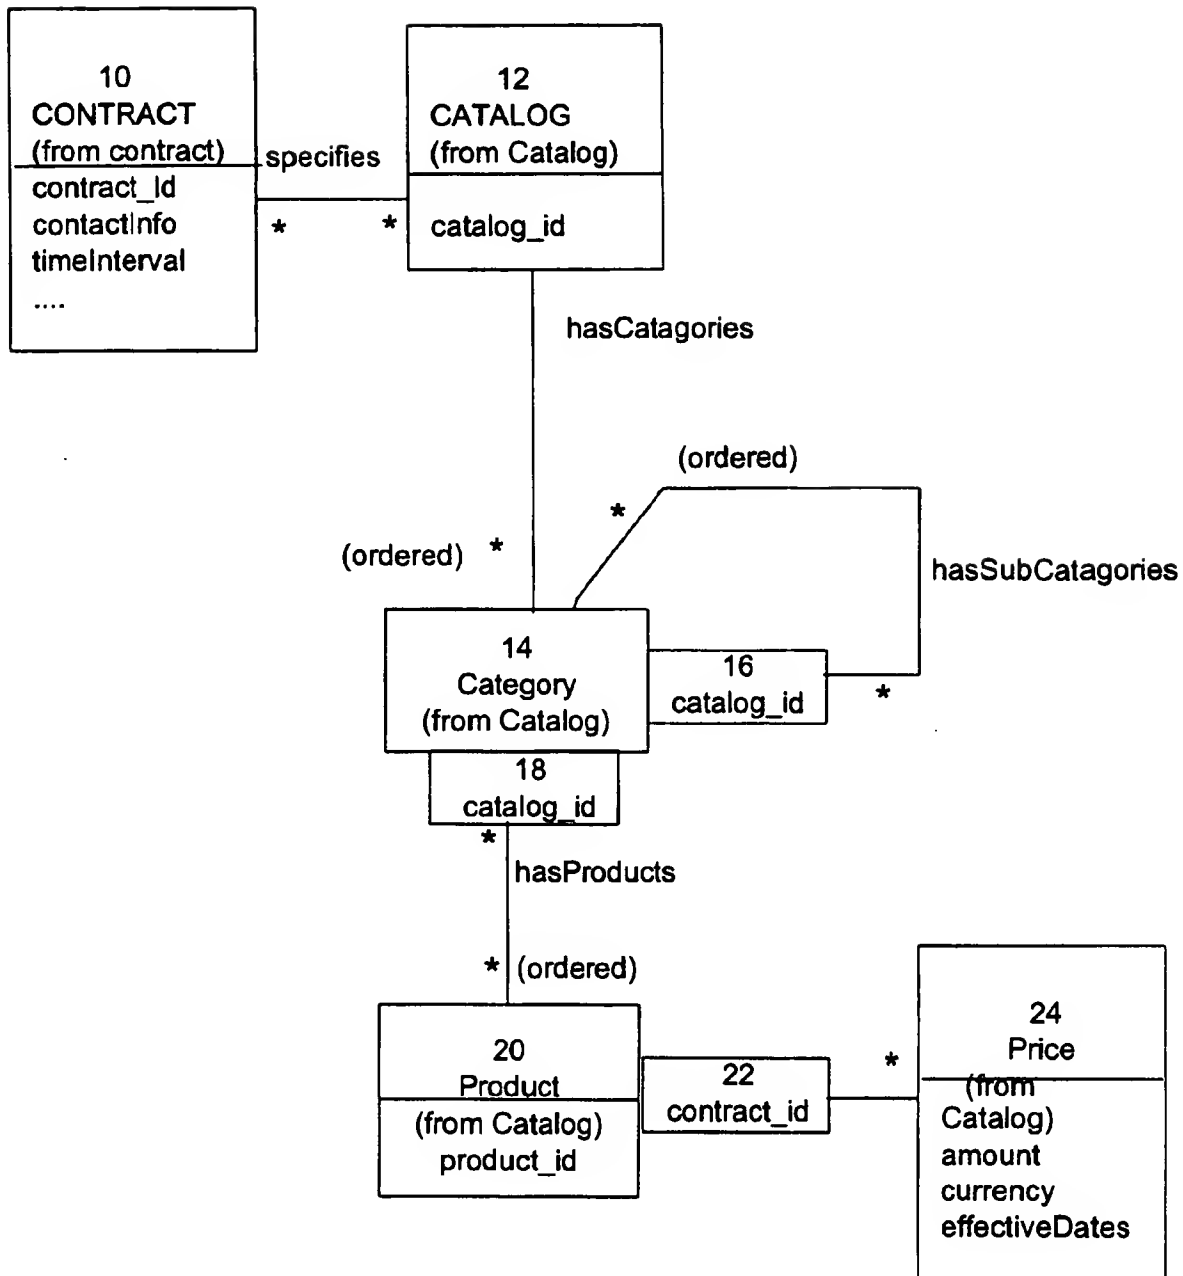 10
CONTRACT
(from contract)
contract_Id
contactInfo
timeInterval
....
specifies
*
*
12
CATALOG
(from Catalog)
catalog_id
hasCatagories
(ordered)
*
(ordered)
*
hasSubCatagories
14
Category
(from Catalog)
16
catalog_id
*
18
catalog_id
*
hasProducts
*
(ordered)
20
Product
(from Catalog)
product_id
22
contract_id
*
24
Price
(from
Catalog)
amount
currency
effectiveDates